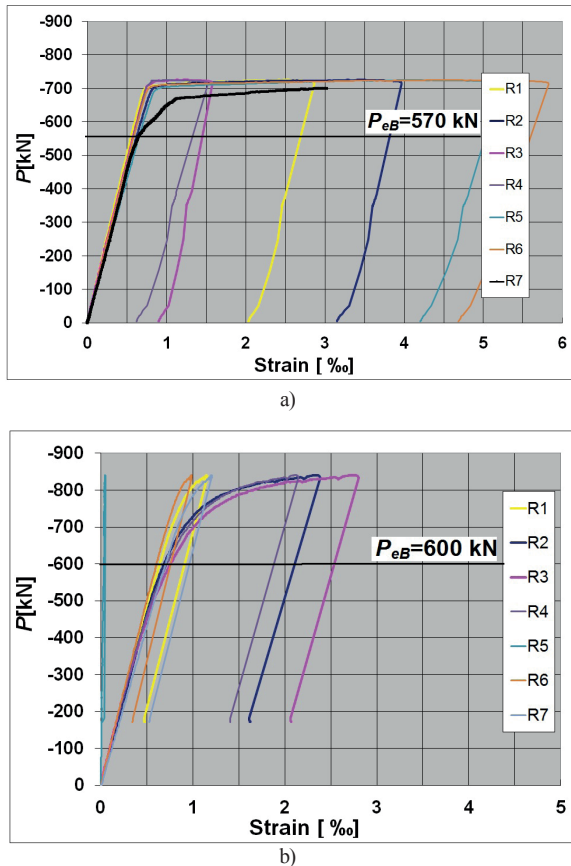 -900
-800
-700
-600
-500
-400
-300
-200
-100
0
P[kN]
P_eB=570 kN
R1
R2
R3
R4
R5
R6
R7
0 1 2 3 4 5 6
Strain [ ‰]
a)
-900
-800
-700
-600
-500
-400
-300
-200
-100
0
P[kN]
P_eB=600 kN
R1
R2
R3
R4
R5
R6
R7
0 1 2 3 4 5
Strain [ ‰]
b)